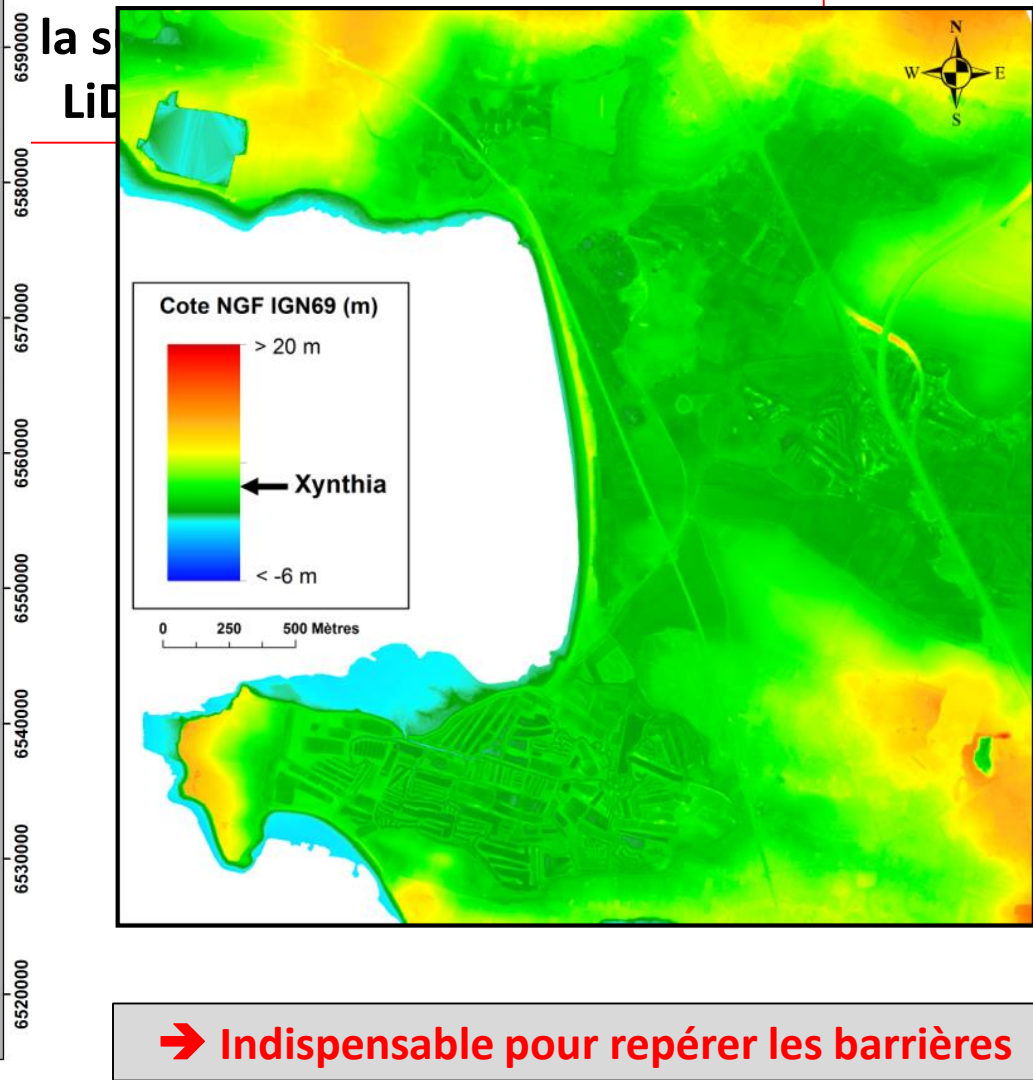 la s
LiD
6690000
6580000
6570000
6560000
6550000
6540000
6530000
6520000
N
W E
S
Cote NGF IGN69 (m)
> 20 m
Xynthia
< -6 m
0 250 500 Mètres
➔ Indispensable pour repérer les barrières